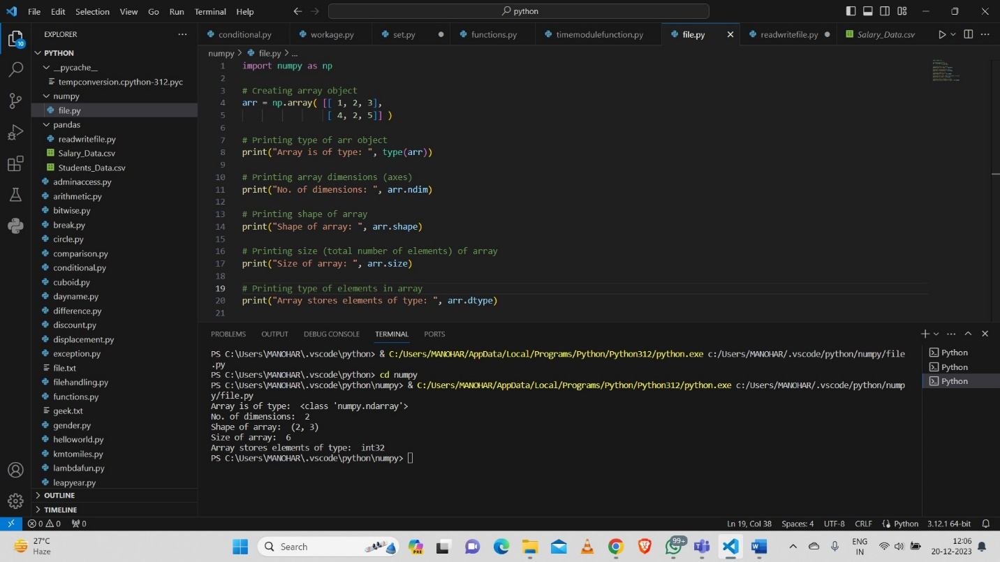 File Edit Selection View Go Run Terminal Help python
EXPLORER
10
PYTHON
__pycache__
tempconversion.cpython-312.pyc
numpy
file.py
pandas
readwritefile.py
Salary_Data.csv
Students_Data.csv
adminaccess.py
arithmetic.py
bitwise.py
break.py
circle.py
comparison.py
conditional.py
cuboid.py
dayname.py
difference.py
discount.py
displacement.py
exception.py
file.txt
filehandling.py
functions.py
geek.txt
gender.py
helloworld.py
kmtomiles.py
lambdafun.py
leapyear.py
OUTLINE
TIMELINE
conditional.py workage.py set.py functions.py timemodulefunction.py file.py readwritefile.py Salary_Data.csv
numpy > file.py > ...
1 import numpy as np
2
3 # Creating array object
4 arr = np.array( [[ 1, 2, 3],
5 [ 4, 2, 5]] )
6
7 # Printing type of arr object
8 print("Array is of type: ", type(arr))
9
10 # Printing array dimensions (axes)
11 print("No. of dimensions: ", arr.ndim)
12
13 # Printing shape of array
14 print("Shape of array: ", arr.shape)
15
16 # Printing size (total number of elements) of array
17 print("Size of array: ", arr.size)
18
19 # Printing type of elements in array
20 print("Array stores elements of type: ", arr.dtype)
21
PROBLEMS OUTPUT DEBUG CONSOLE TERMINAL PORTS
PS C:\Users\MANOHAR\.vscode\python> & C:/Users/MANOHAR/AppData/Local/Programs/Python/Python312/python.exe c:/Users/MANOHAR/.vscode/python/numpy/file
.py
PS C:\Users\MANOHAR\.vscode\python> cd numpy
PS C:\Users\MANOHAR\.vscode\python\numpy> & C:/Users/MANOHAR/AppData/Local/Programs/Python/Python312/python.exe c:/Users/MANOHAR/.vscode/python/nump
y/file.py
Array is of type:  <class 'numpy.ndarray'>
No. of dimensions:  2
Shape of array:  (2, 3)
Size of array:  6
Array stores elements of type:  int32
PS C:\Users\MANOHAR\.vscode\python\numpy>
Python
Python
Python
0 0 0 Ln 19, Col 38 Spaces: 4 UTF-8 CRLF Python 3.12.1 64-bit
27°C
Haze
Search
PRE
99+
ENG
IN
12:06
20-12-2023